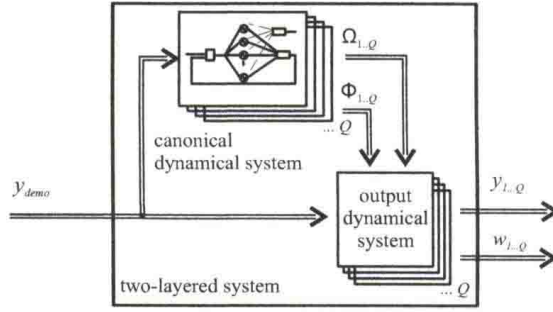 Ω1..Q
Φ1..Q
... Q
canonical
dynamical system
ydemo
output
dynamical
system
y1..Q
w1..Q
... Q
two-layered system